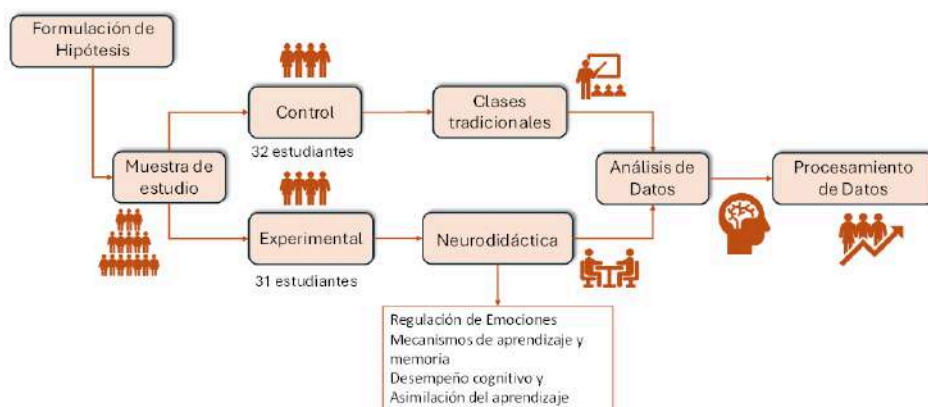 Formulación de
Hipótesis
Control
32 estudiantes
Clases
tradicionales
Muestra de
estudio
Análisis de
Datos
Procesamiento
de Datos
Experimental
31 estudiantes
Neurodidáctica
Regulación de Emociones
Mecanismos de aprendizaje y
memoria
Desempeño cognitivo y
Asimilación del aprendizaje